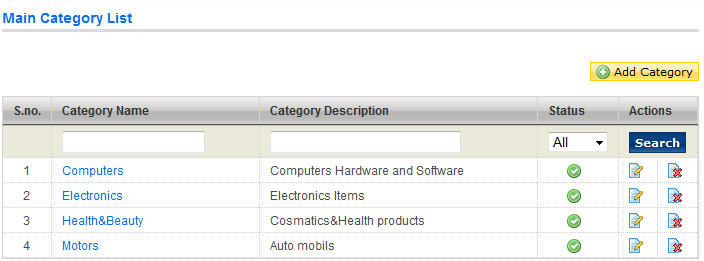 Main Category List
Add Category
S.no. Category Name Category Description Status Actions
All Search
1 Computers Computers Hardware and Software
2 Electronics Electronics Items
3 Health&Beauty Cosmatics&Health products
4 Motors Auto mobils